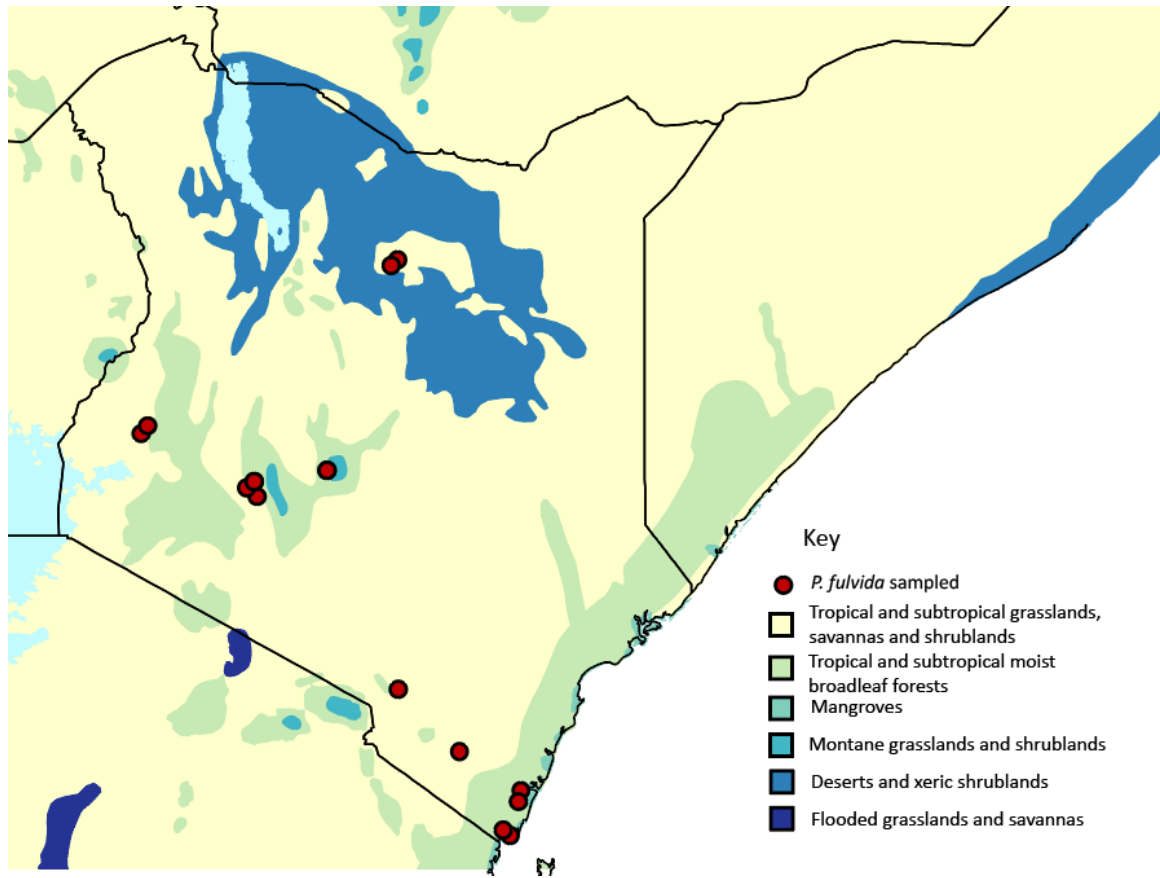 Key
P. fulvida sampled
Tropical and subtropical grasslands,
savannas and shrublands
Tropical and subtropical moist
broadleaf forests
Mangroves
Montane grasslands and shrublands
Deserts and xeric shrublands
Flooded grasslands and savannas